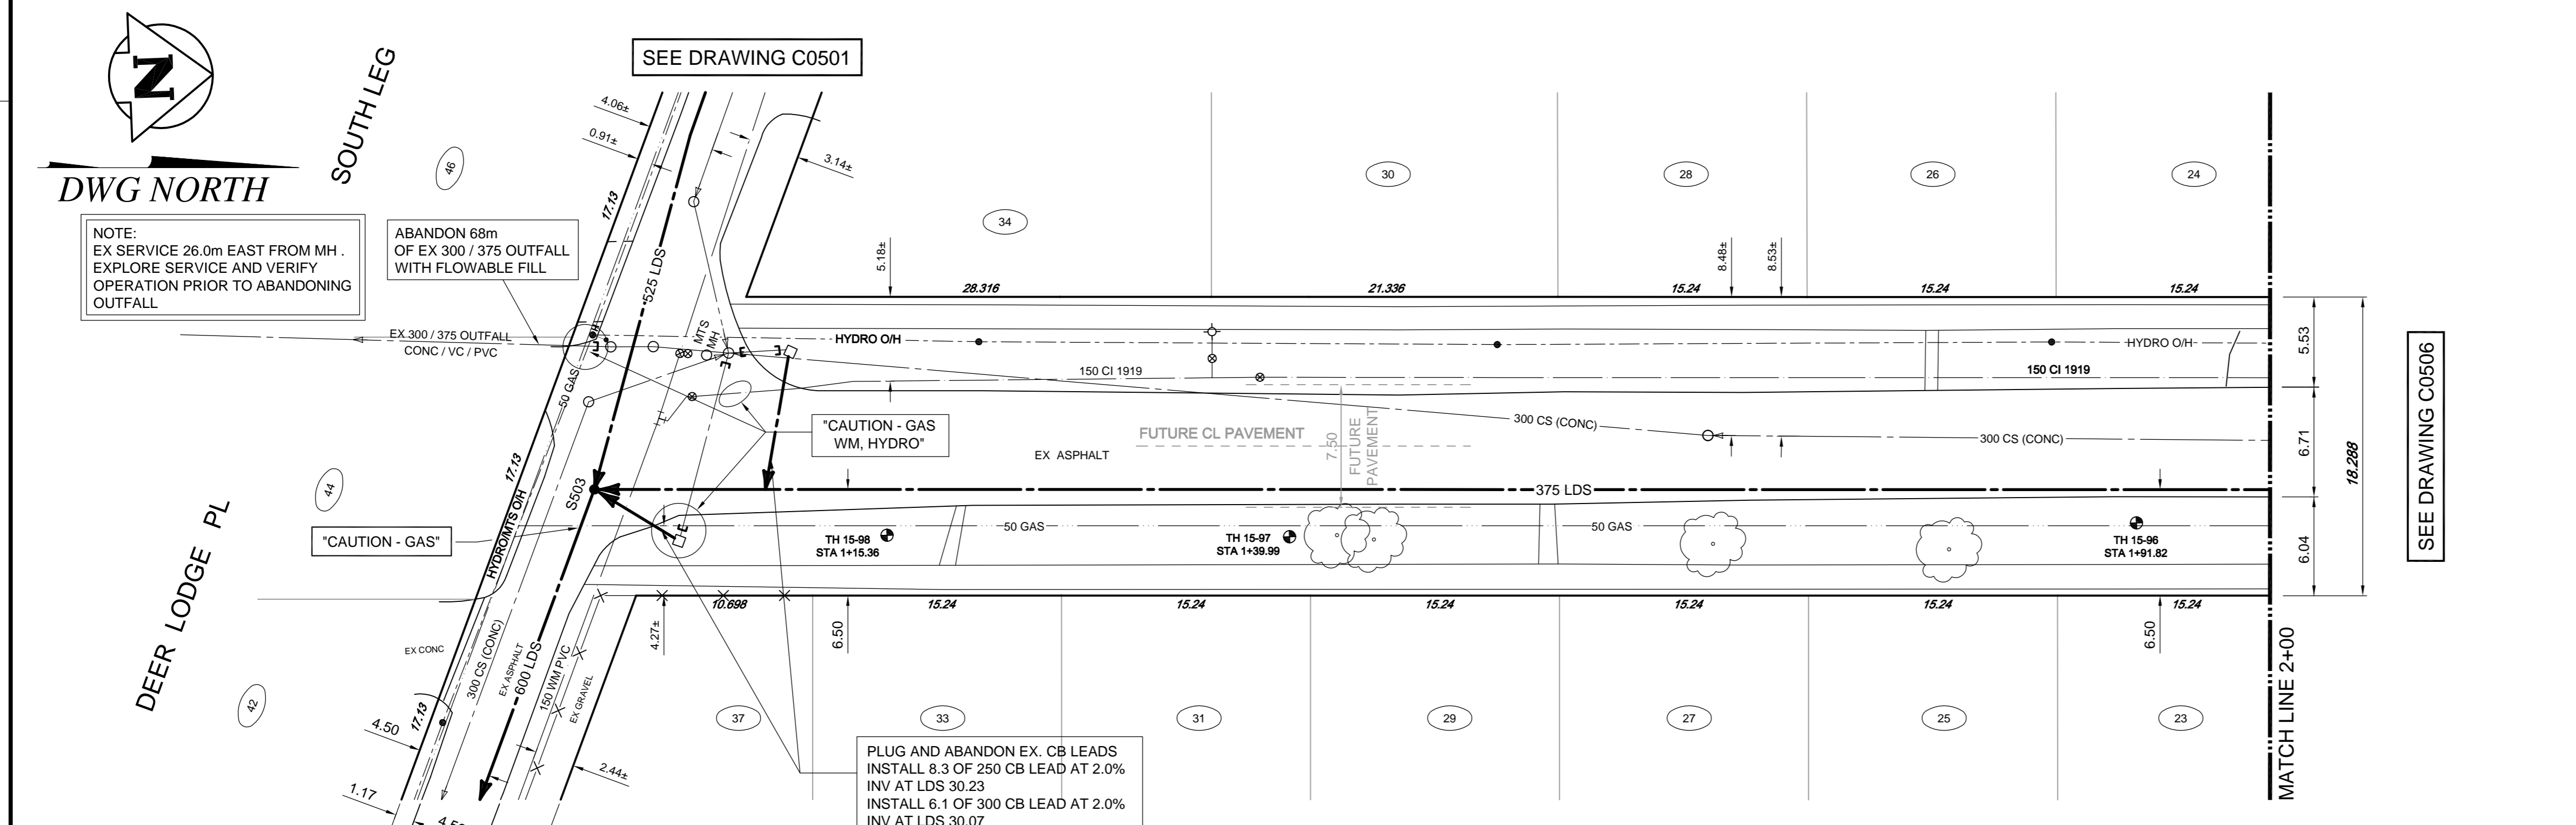 N
DWG NORTH
SOUTH LEG
SEE DRAWING C0501
NOTE:
EX SERVICE 26.0m EAST FROM MH .
EXPLORE SERVICE AND VERIFY
OPERATION PRIOR TO ABANDONING
OUTFALL
ABANDON 68m
OF EX 300 / 375 OUTFALL
WITH FLOWABLE FILL
46
4.06±
0.91±
3.14±
17.13
525 LDS
34
30
28
26
24
5.18±
8.48±
8.53±
28.316
21.336
15.24
15.24
15.24
EX 300 / 375 OUTFALL
CONC / VC / PVC
MTS
MH
HYDRO O/H
HYDRO O/H
150 CI 1919
150 CI 1919
50 GAS
5.53
"CAUTION - GAS
WM, HYDRO"
300 CS (CONC)
300 CS (CONC)
FUTURE CL PAVEMENT
7.50
FUTURE
PAVEMENT
EX ASPHALT
6.71
18.288
SEE DRAWING C0506
44
17.13
S503
375 LDS
HYDRO/MTS O/H
"CAUTION - GAS"
50 GAS
50 GAS
TH 15-98
STA 1+15.36
TH 15-97
STA 1+39.99
TH 15-96
STA 1+91.82
6.04
10.698
15.24
15.24
15.24
15.24
15.24
15.24
4.27±
6.50
6.50
DEER LODGE PL
EX CONC
300 CS (CONC)
EX ASPHALT
600 LDS
150 WM PVC
EX GRAVEL
42
37
33
31
29
27
25
23
MATCH LINE 2+00
4.50
17.13
2.44±
1.17
PLUG AND ABANDON EX. CB LEADS
INSTALL 8.3 OF 250 CB LEAD AT 2.0%
INV AT LDS 30.23
INSTALL 6.1 OF 300 CB LEAD AT 2.0%
INV AT LDS 30.07